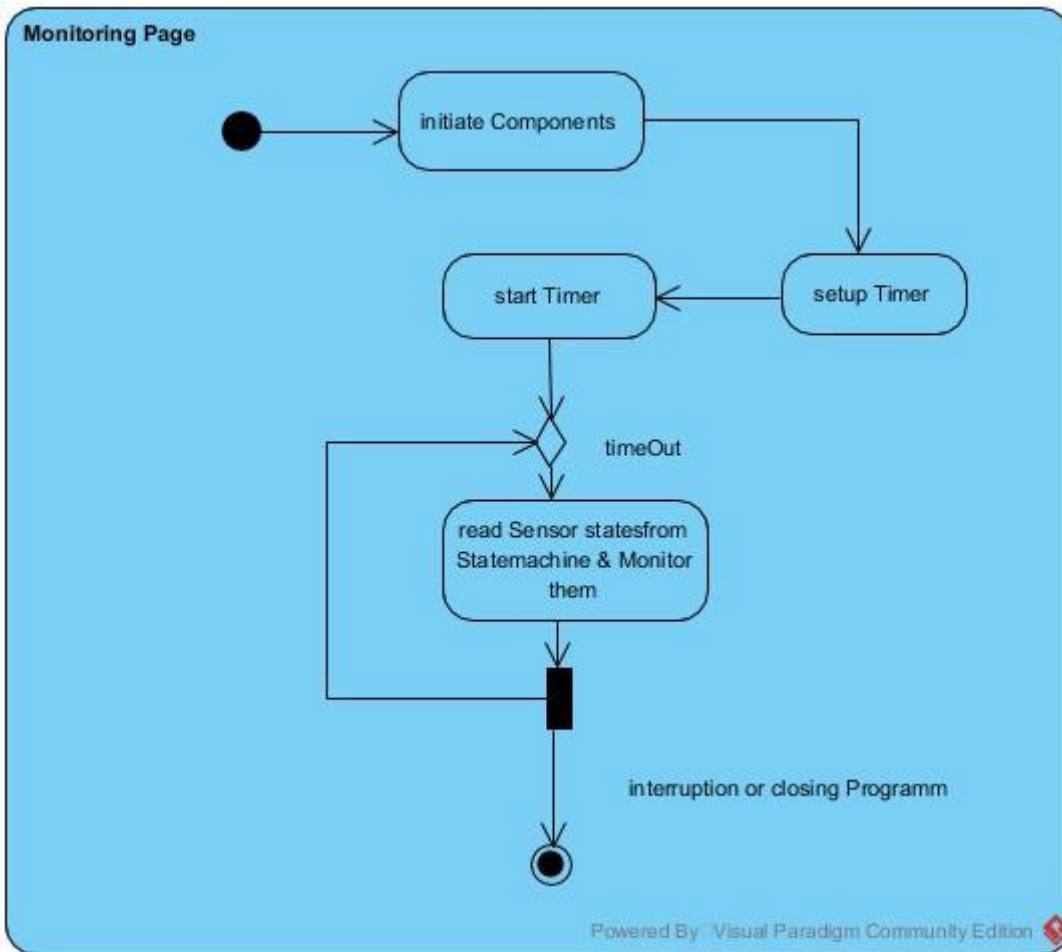 Monitoring Page
initiate Components
start Timer
setup Timer
timeOut
read Sensor statesfrom
Statemachine & Monitor
them
interruption or closing Programm
Powered By Visual Paradigm Community Edition